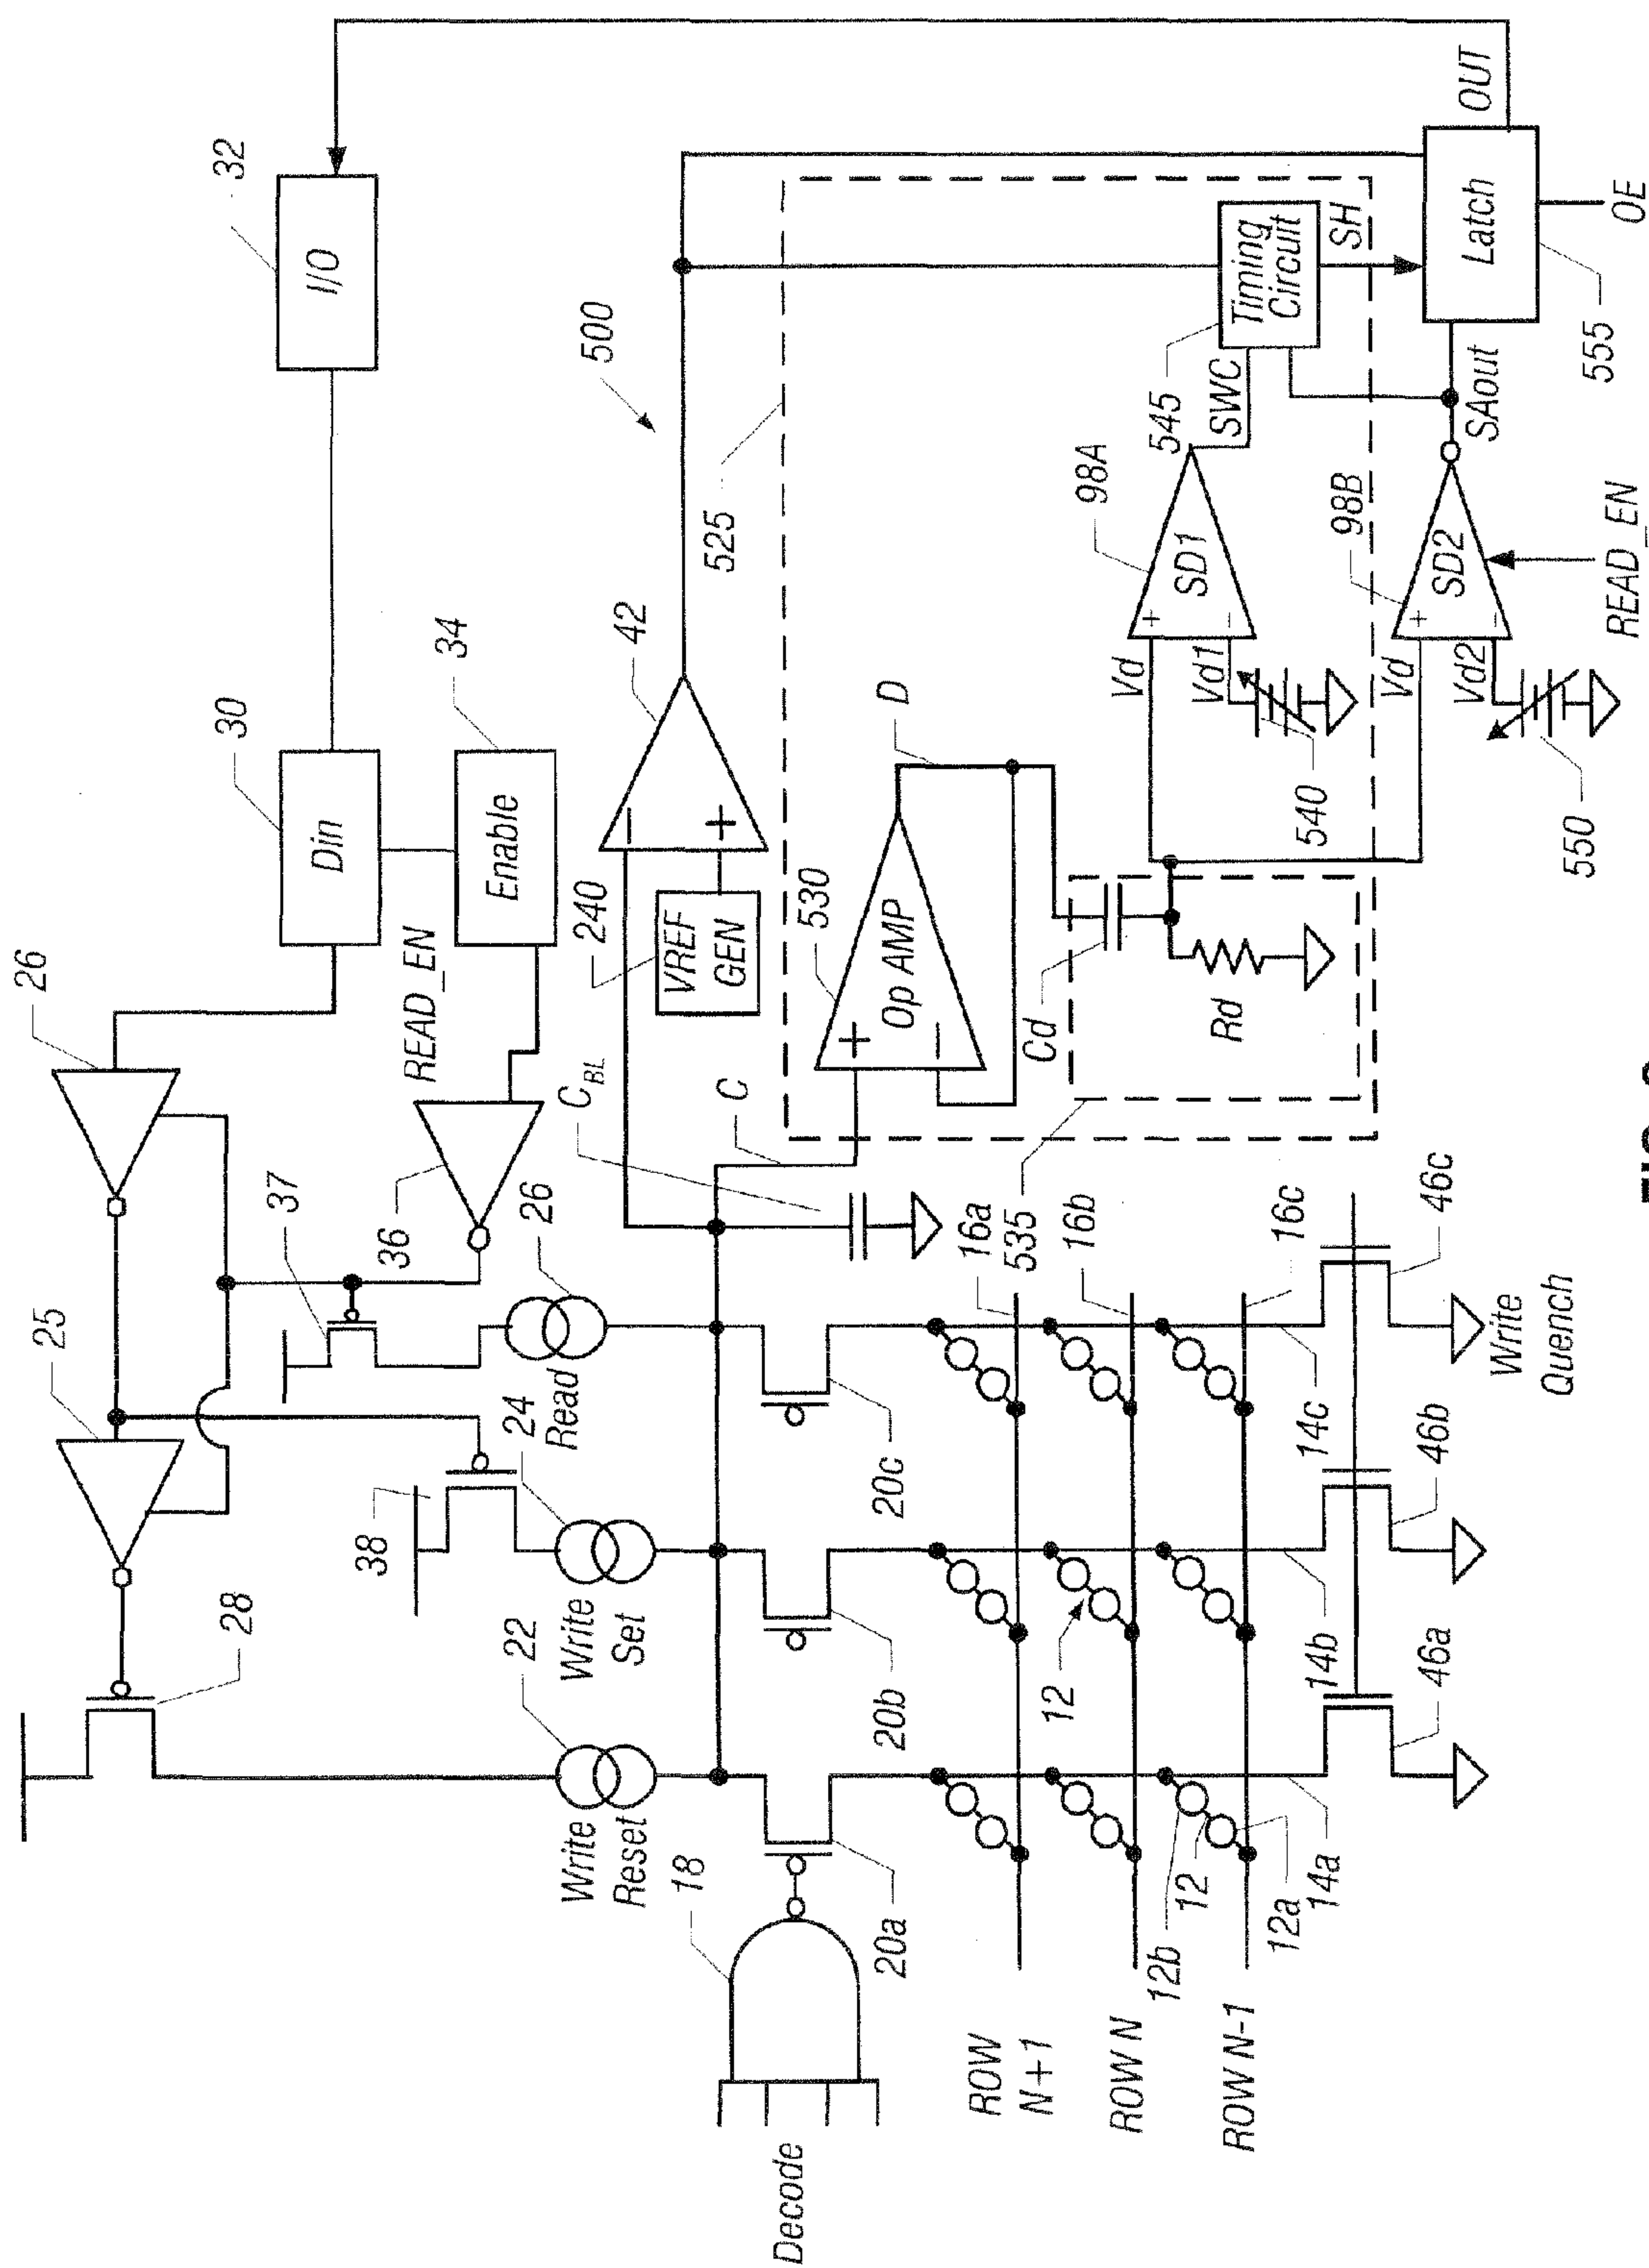 26
30
32
Din
I/O
25
READ_EN
34
Enable
28
37
36
38
24
26
Read
22
Write
Set
Write
Reset
C_BL
240
VREF
GEN
42
500
525
C
530
Op AMP
D
18
20a
20b
20c
Decode
Cd
Rd
Vd
Vd1
SD1
98A
540
545
SWC
Timing
Circuit
SH
Vd
Vd2
SD2
98B
550
READ_EN
SAout
Latch
555
OUT
OE
535
16a
16b
16c
ROW
N+1
ROW N
ROW N-1
12
12b
12
12a
14a
14b
14c
46a
46b
46c
Write
Quench